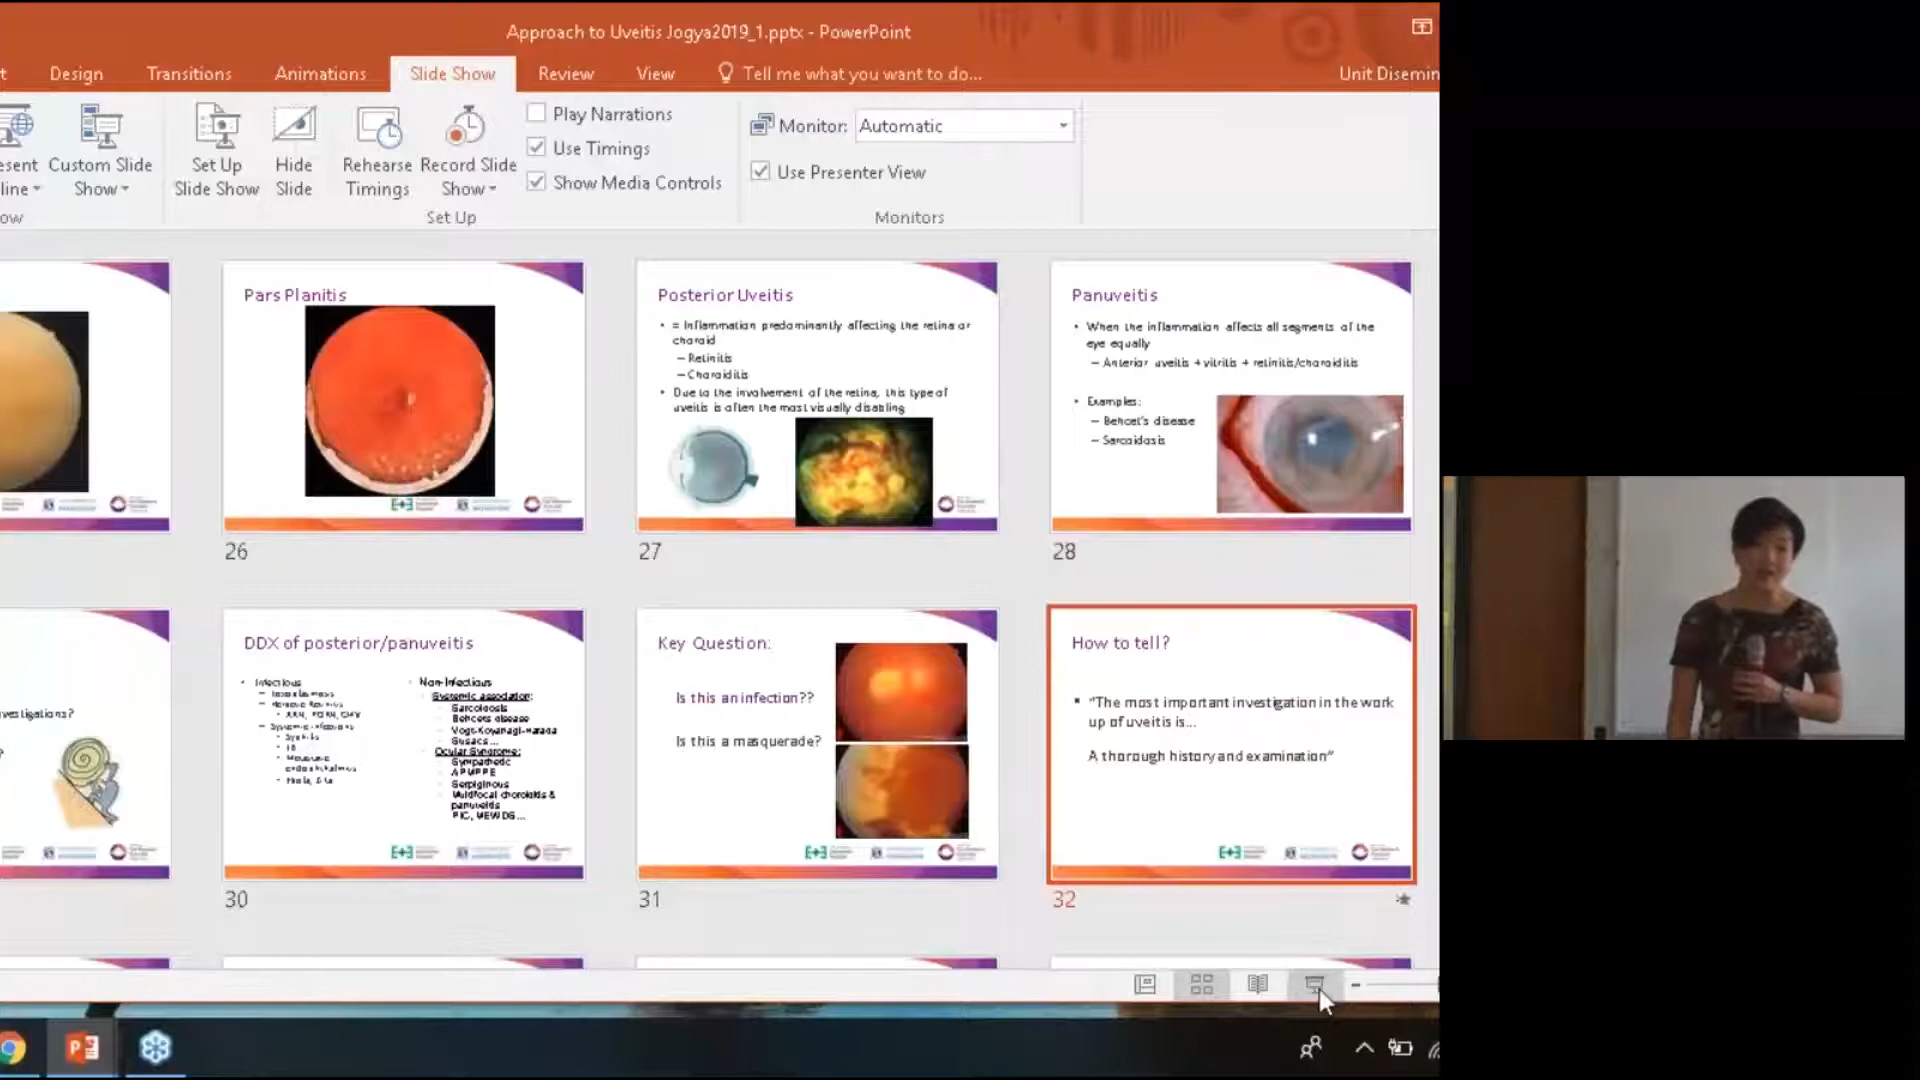 Approach to Uveitis Jogya2019_1.pptx - PowerPoint
Design Transitions Animations Slide Show Review View Tell me what you want to do...
Unit Disemin
Play Narrations
Use Timings
Show Media Controls
Monitor: Automatic
Use Presenter View
esent
line
Custom Slide
Show
Set Up
Slide Show
Hide
Slide
Rehearse
Timings
Record Slide
Show
ow
Set Up
Monitors
Pars Planitis
26
Posterior Uveitis
= Inflammation predominantly affecting the retina or
choroid
– Retinitis
– Choroiditis
Due to the involvement of the retina, this type of
uveitis is often the most visually disabling
27
Panuveitis
When the inflammation affects all segments of the
eye equally
– Anterior uveitis + vitritis + retinitis/choroiditis
Examples:
– Behcet's disease
– Sarcoidosis
28
vestigations?
?
DDX of posterior/panuveitis
Infectious
Non-Infectious
Systemic association:
Sarcoidosis
Behcets disease
Vogt-Koyanagi-Harada
Ocular Syndrome:
Sympathetic
APMPPE
Serpiginous
Multifocal choroiditis &
panuveitis
PIC, MEWDS...
30
Key Question:
Is this an infection??
Is this a masquerade?
31
How to tell?
"The most important investigation in the work
up of uveitis is...
A thorough history and examination"
32